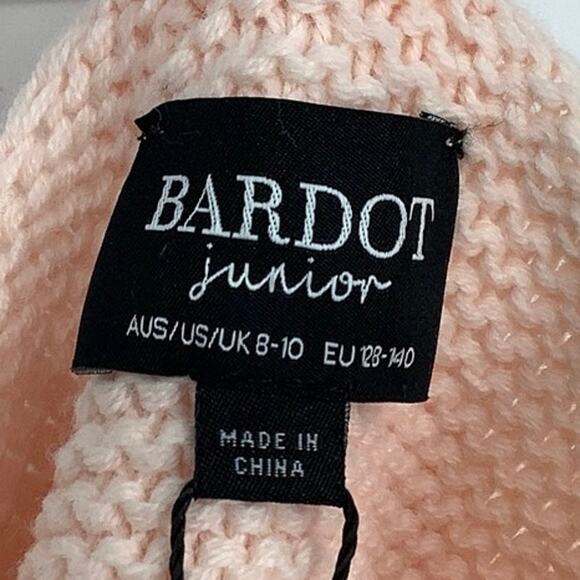 BARDOT
junior
AUS/US/UK 8-10 EU 128-140
MADE IN
CHINA